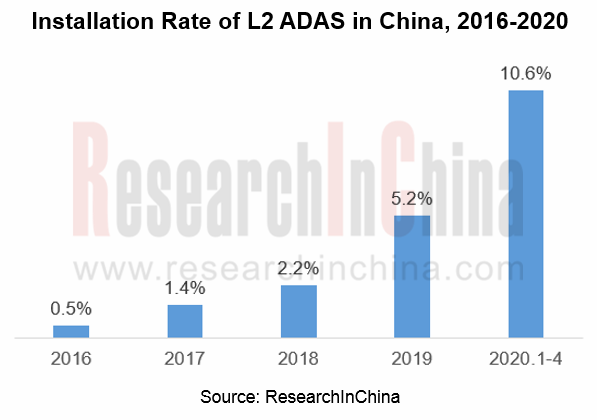 Installation Rate of L2 ADAS in China, 2016-2020
10.6%
5.2%
2.2%
1.4%
0.5%
ResearchInChina
www.researchinchina.com
2016 2017 2018 2019 2020.1-4
Source: ResearchInChina